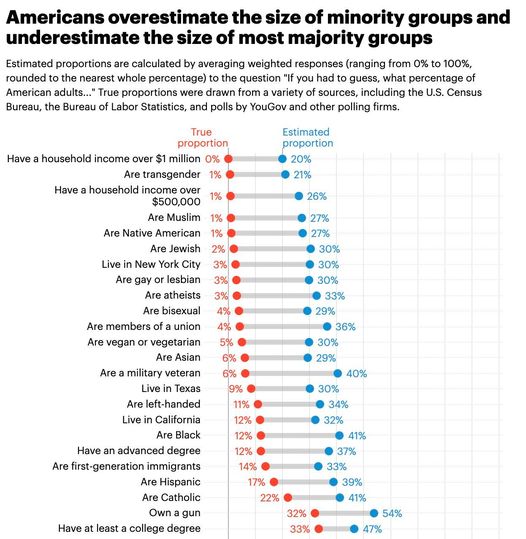 Americans overestimate the size of minority groups and
underestimate the size of most majority groups
Estimated proportions are calculated by averaging weighted responses (ranging from 0% to 100%,
rounded to the nearest whole percentage) to the question "If you had to guess, what percentage of
American adults..." True proportions were drawn from a variety of sources, including the U.S. Census
Bureau, the Bureau of Labor Statistics, and polls by YouGov and other polling firms.
True proportion
Estimated proportion
Have a household income over $1 million 0% 20%
Are transgender 1% 21%
Have a household income over
$500,000 1% 26%
Are Muslim 1% 27%
Are Native American 1% 27%
Are Jewish 2% 30%
Live in New York City 3% 30%
Are gay or lesbian 3% 30%
Are atheists 3% 33%
Are bisexual 4% 29%
Are members of a union 4% 36%
Are vegan or vegetarian 5% 30%
Are Asian 6% 29%
Are a military veteran 6% 40%
Live in Texas 9% 30%
Are left-handed 11% 34%
Live in California 12% 32%
Are Black 12% 41%
Have an advanced degree 12% 37%
Are first-generation immigrants 14% 33%
Are Hispanic 17% 39%
Are Catholic 22% 41%
Own a gun 32% 54%
Have at least a college degree 33% 47%